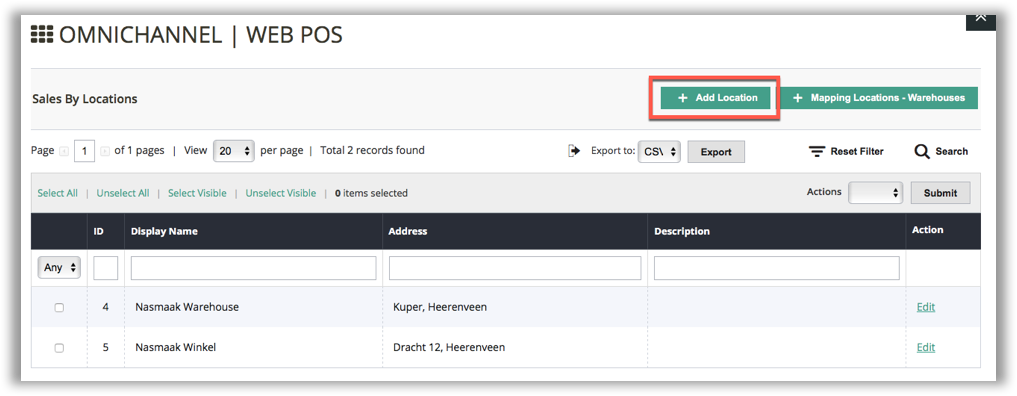 OMNICHANNEL | WEB POS
Sales By Locations
+ Add Location
+ Mapping Locations - Warehouses
Page 1 of 1 pages | View 20 per page | Total 2 records found
Export to: CSV Export
Reset Filter
Search
Select All | Unselect All | Select Visible | Unselect Visible | 0 items selected
Actions
Submit
ID Display Name Address Description Action
Any
4 Nasmaak Warehouse Kuper, Heerenveen Edit
5 Nasmaak Winkel Dracht 12, Heerenveen Edit